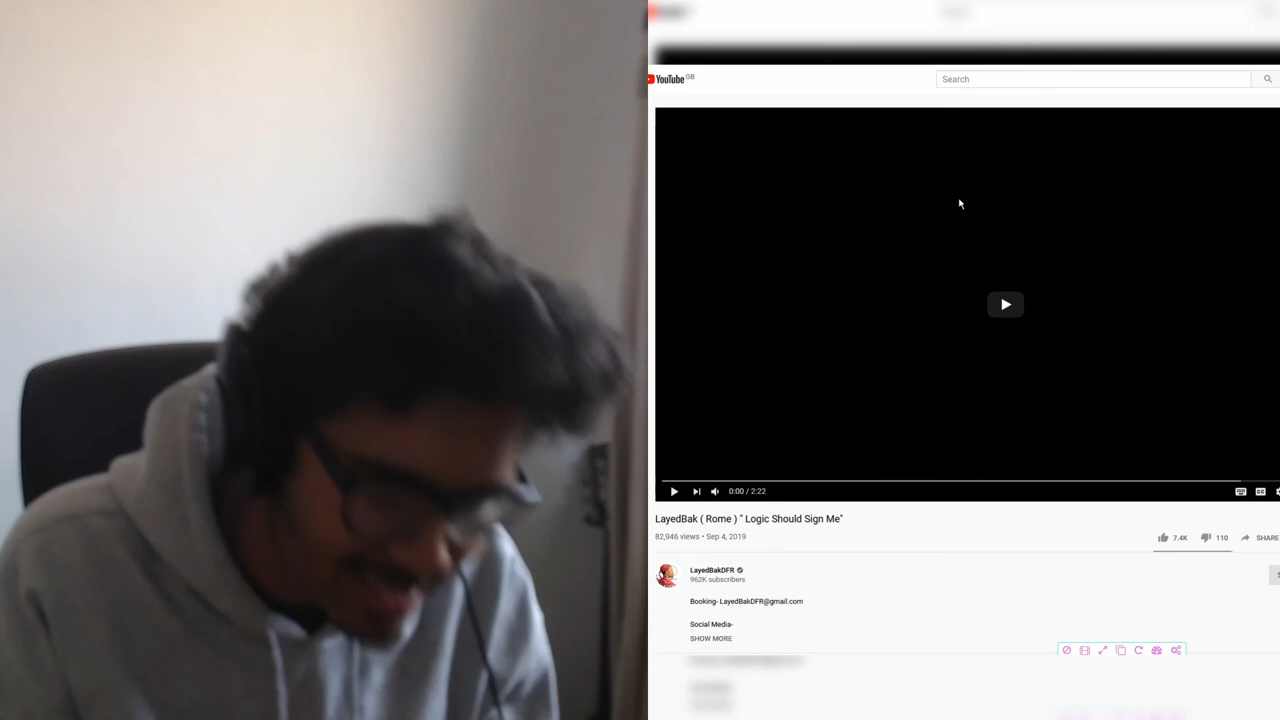 YouTube GB
Search
0:00 / 2:22
LayedBak ( Rome ) " Logic Should Sign Me"
82,946 views • Sep 4, 2019
7.4K
110
SHARE
LayedBakDFR
962K subscribers
Booking- LayedBakDFR@gmail.com
Social Media-
SHOW MORE